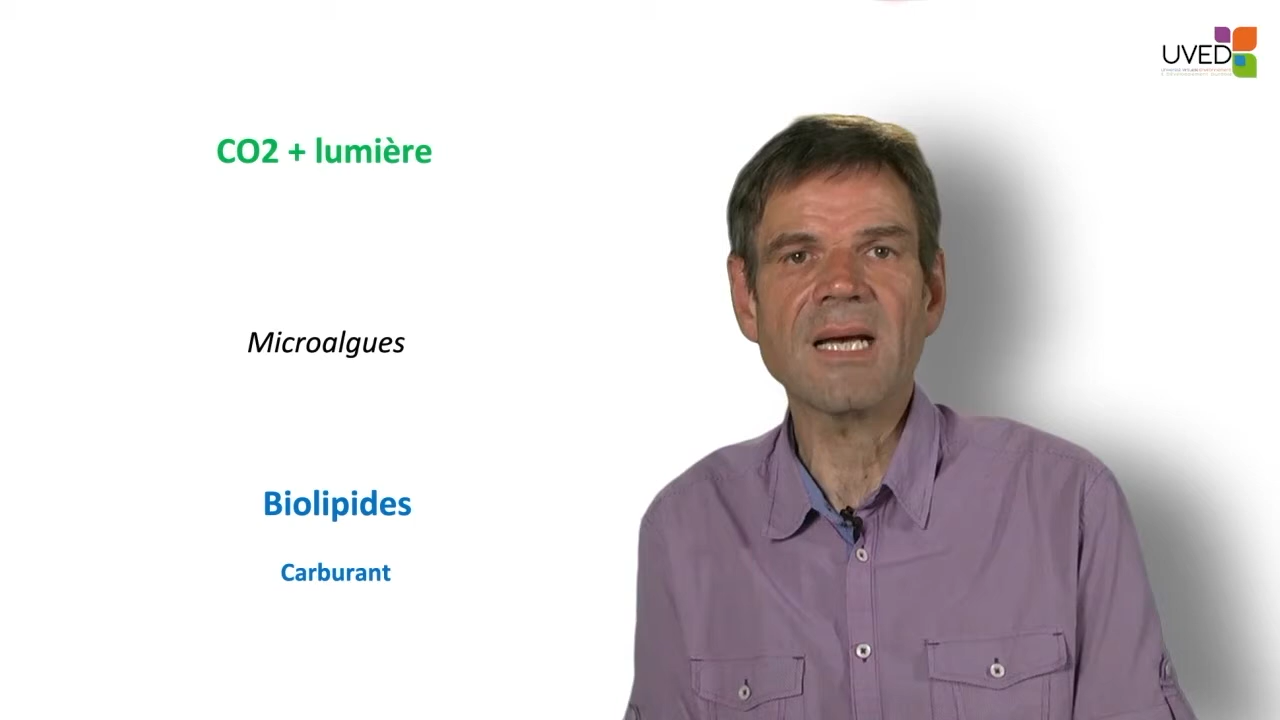 UVED
CO2 + lumière
Microalgues
Biolipides
Carburant